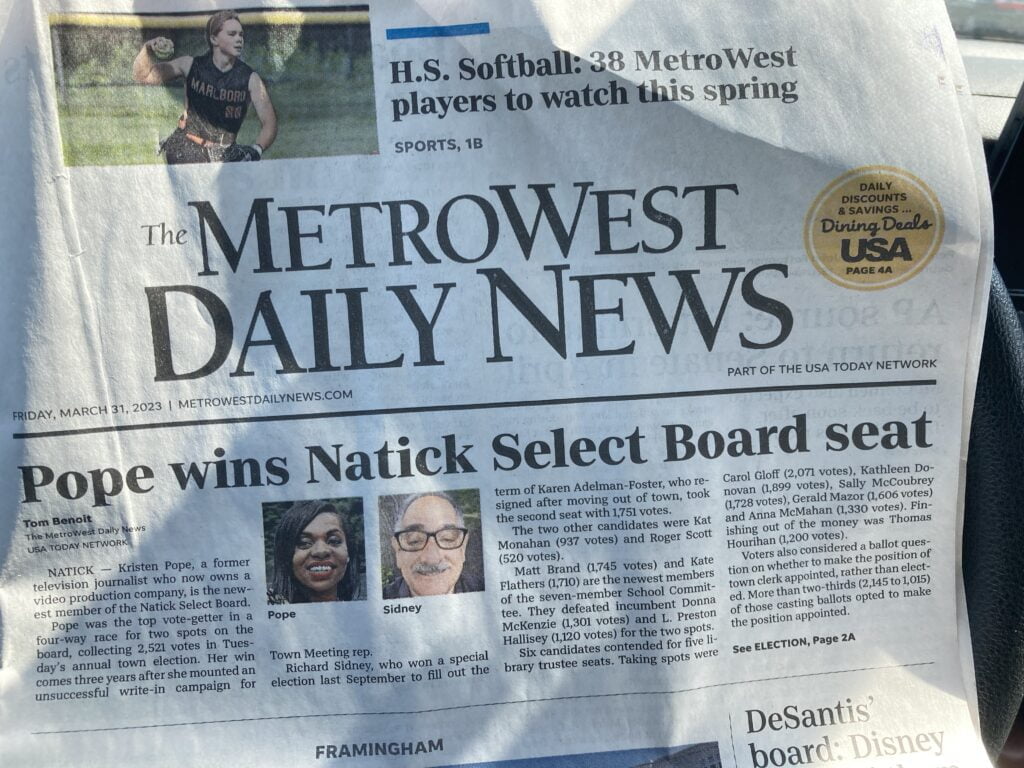 MARLBORO
H.S. Softball: 38 MetroWest
players to watch this spring
SPORTS, 1B
The METROWEST
DAILY NEWS
DAILY
DISCOUNTS
& SAVINGS ...
Dining Deals
USA
PAGE 4A
PART OF THE USA TODAY NETWORK
FRIDAY, MARCH 31, 2023 | METROWESTDAILYNEWS.COM
Pope wins Natick Select Board seat
Tom Benoit
The MetroWest Daily News
USA TODAY NETWORK
NATICK — Kristen Pope, a former
television journalist who now owns a
video production company, is the new-
est member of the Natick Select Board.
Pope was the top vote-getter in a
four-way race for two spots on the
board, collecting 2,521 votes in Tues-
day's annual town election. Her win
comes three years after she mounted an
unsuccessful write-in campaign for
Pope
Sidney
Town Meeting rep.
Richard Sidney, who won a special
election last September to fill out the
term of Karen Adelman-Foster, who re-
signed after moving out of town, took
the second seat with 1,751 votes.
The two other candidates were Kat
Monahan (937 votes) and Roger Scott
(520 votes).
Matt Brand (1,745 votes) and Kate
Flathers (1,710) are the newest members
of the seven-member School Commit-
tee. They defeated incumbent Donna
McKenzie (1,301 votes) and L. Preston
Hallisey (1,120 votes) for the two spots.
Six candidates contended for five li-
brary trustee seats. Taking spots were
Carol Gloff (2,071 votes), Kathleen Do-
novan (1,899 votes), Sally McCoubrey
(1,728 votes), Gerald Mazor (1,606 votes)
and Anna McMahan (1,330 votes). Fin-
ishing out of the money was Thomas
Hourihan (1,200 votes).
Voters also considered a ballot ques-
tion on whether to make the position of
town clerk appointed, rather than elect-
ed. More than two-thirds (2,145 to 1,015)
of those casting ballots opted to make
the position appointed.
See ELECTION, Page 2A
FRAMINGHAM
DeSantis'
board: Disney